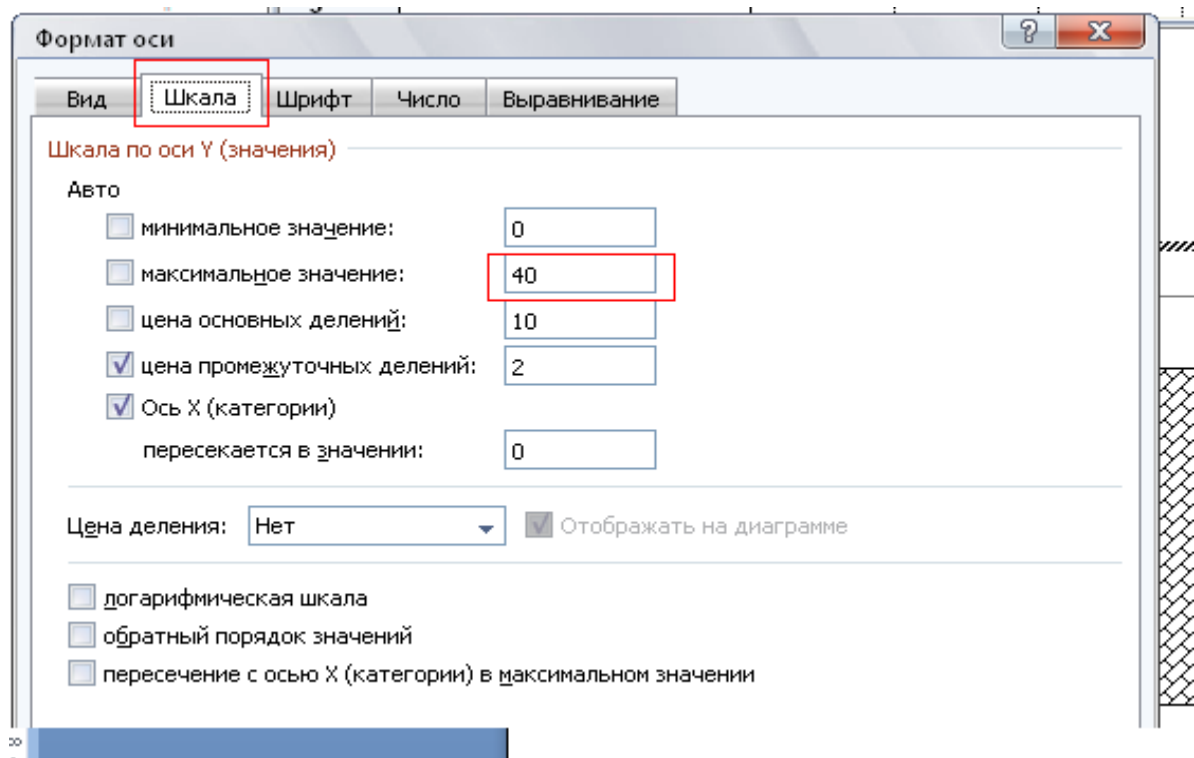 Формат оси
Вид Шкала Шрифт Число Выравнивание
Шкала по оси Y (значения)
Авто
минимальное значение: 0
максимальное значение: 40
цена основных делений: 10
цена промежуточных делений: 2
Ось X (категории)
пересекается в значении: 0
Цена деления: Нет Отображать на диаграмме
логарифмическая шкала
обратный порядок значений
пересечение с осью X (категории) в максимальном значении